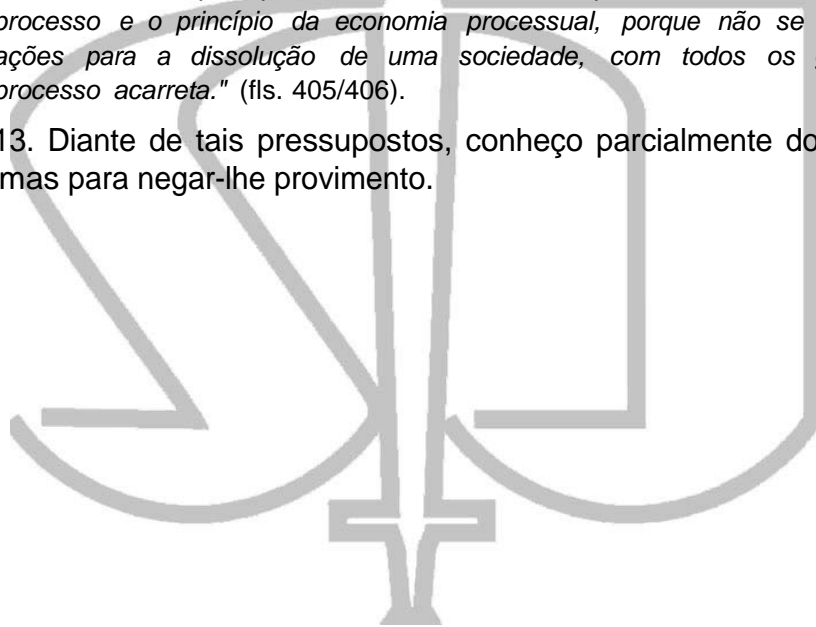 processo e o princípio da economia processual, porque não se
ações para a dissolução de uma sociedade, com todos os
processo acarreta." (fls. 405/406).
13. Diante de tais pressupostos, conheço parcialmente do
mas para negar-lhe provimento.